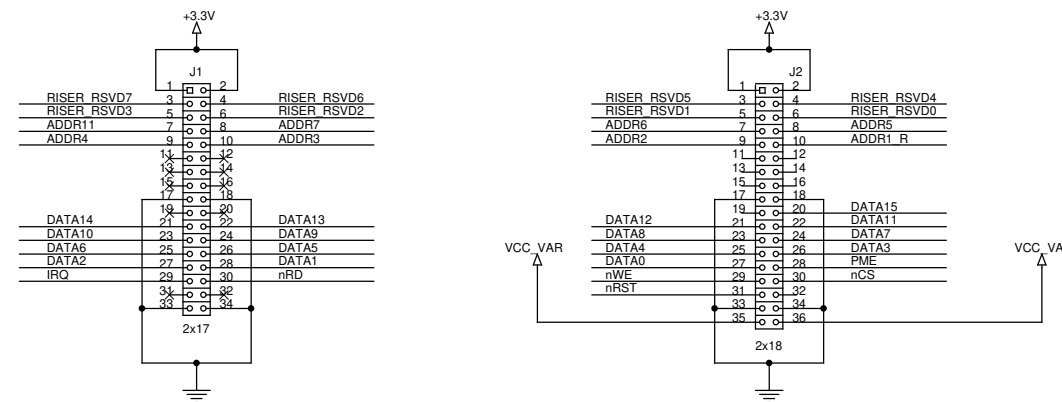 +3.3V +3.3V
J1 J2
1 2 1 2
RISER_RSVD7 3 4 RISER_RSVD6 RISER_RSVD5 3 4 RISER_RSVD4
RISER_RSVD3 5 6 RISER_RSVD2 RISER_RSVD1 5 6 RISER_RSVD0
ADDR11 7 8 ADDR7 ADDR6 7 8 ADDR5
ADDR4 9 10 ADDR3 ADDR2 9 10 ADDR1_R
11 12 11 12
13 14 13 14
15 16 15 16
17 18 17 18
19 20 19 20 DATA15
DATA14 21 22 DATA13 DATA12 21 22 DATA11
DATA10 23 24 DATA9 DATA8 23 24 DATA7
DATA6 25 26 DATA5 VCC_VAR DATA4 25 26 DATA3 VCC_VA
DATA2 27 28 DATA1 DATA0 27 28 PME
IRQ 29 30 nRD nWE 29 30 nCS
31 32 nRST 31 32
33 34 33 34
35 36
2x17 2x18